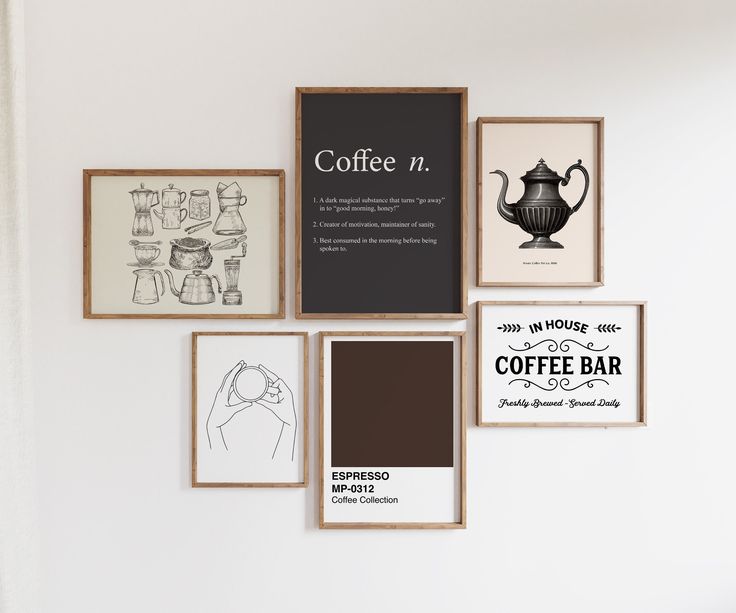 Coffee n.
1. A dark magical substance that turns “go away”
in to “good morning, honey!”
2. Creator of motivation, maintainer of sanity.
3. Best consumed in the morning before being
spoken to.
IN HOUSE
COFFEE BAR
Freshly Brewed - Served Daily
ESPRESSO
MP-0312
Coffee Collection